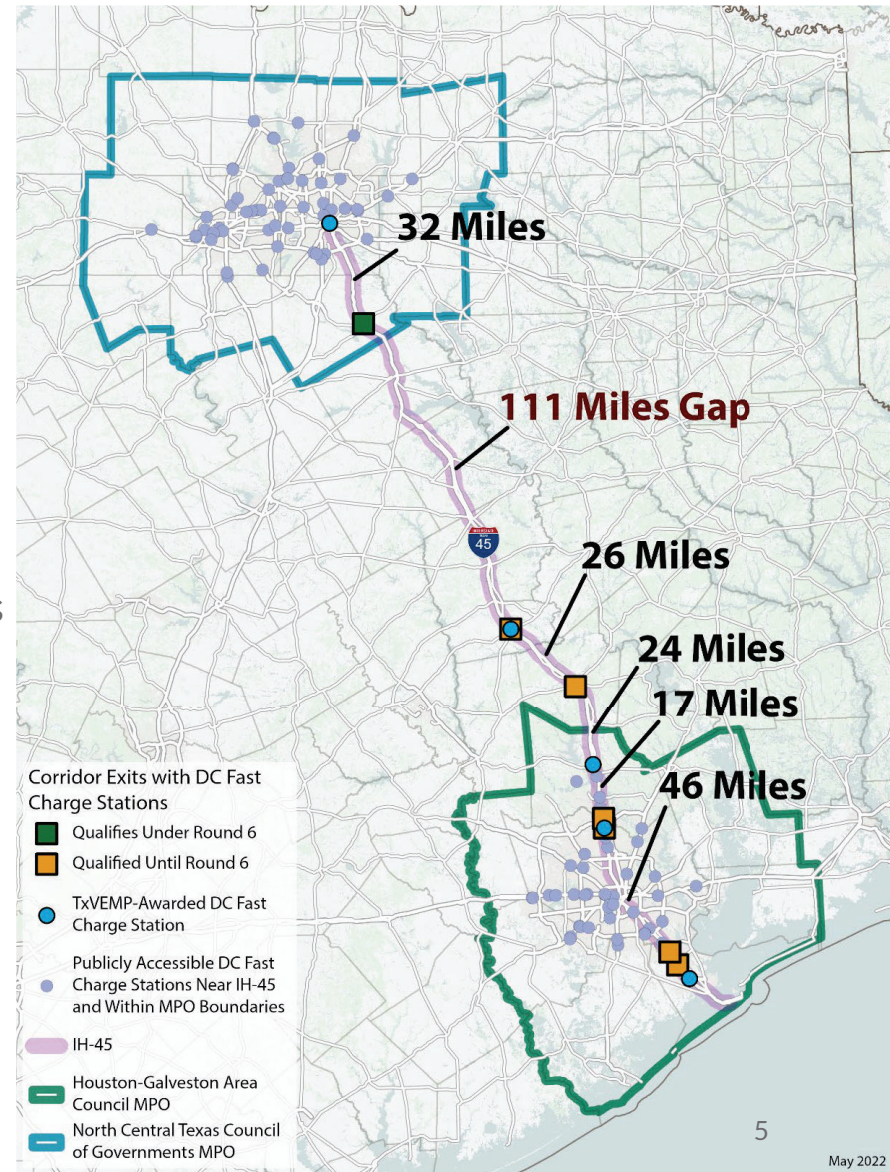 32 Miles
111 Miles Gap
INTERSTATE
45
26 Miles
s
24 Miles
17 Miles
46 Miles
Corridor Exits with DC Fast
Charge Stations
Qualifies Under Round 6
Qualified Until Round 6
TxVEMP-Awarded DC Fast
Charge Station
Publicly Accessible DC Fast
Charge Stations Near IH-45
and Within MPO Boundaries
IH-45
Houston-Galveston Area
Council MPO
North Central Texas Council
of Governments MPO
5
May 2022